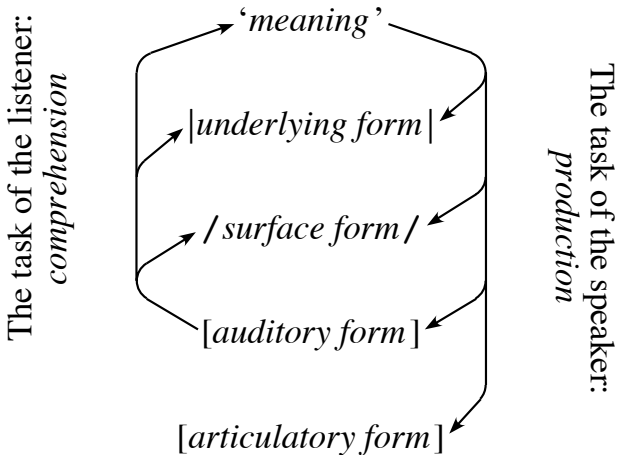 The task of the listener:
comprehension
‘meaning’
|underlying form|
/surface form/
[auditory form]
[articulatory form]
The task of the speaker:
production